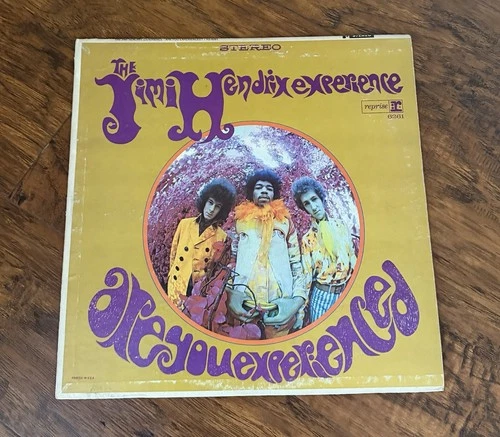 STEREO
THE
Jimi Hendrix experience
reprise
6261
are you experienced